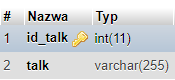 # Nazwa Typ
1 id_talk int(11)
2 talk varchar(255)